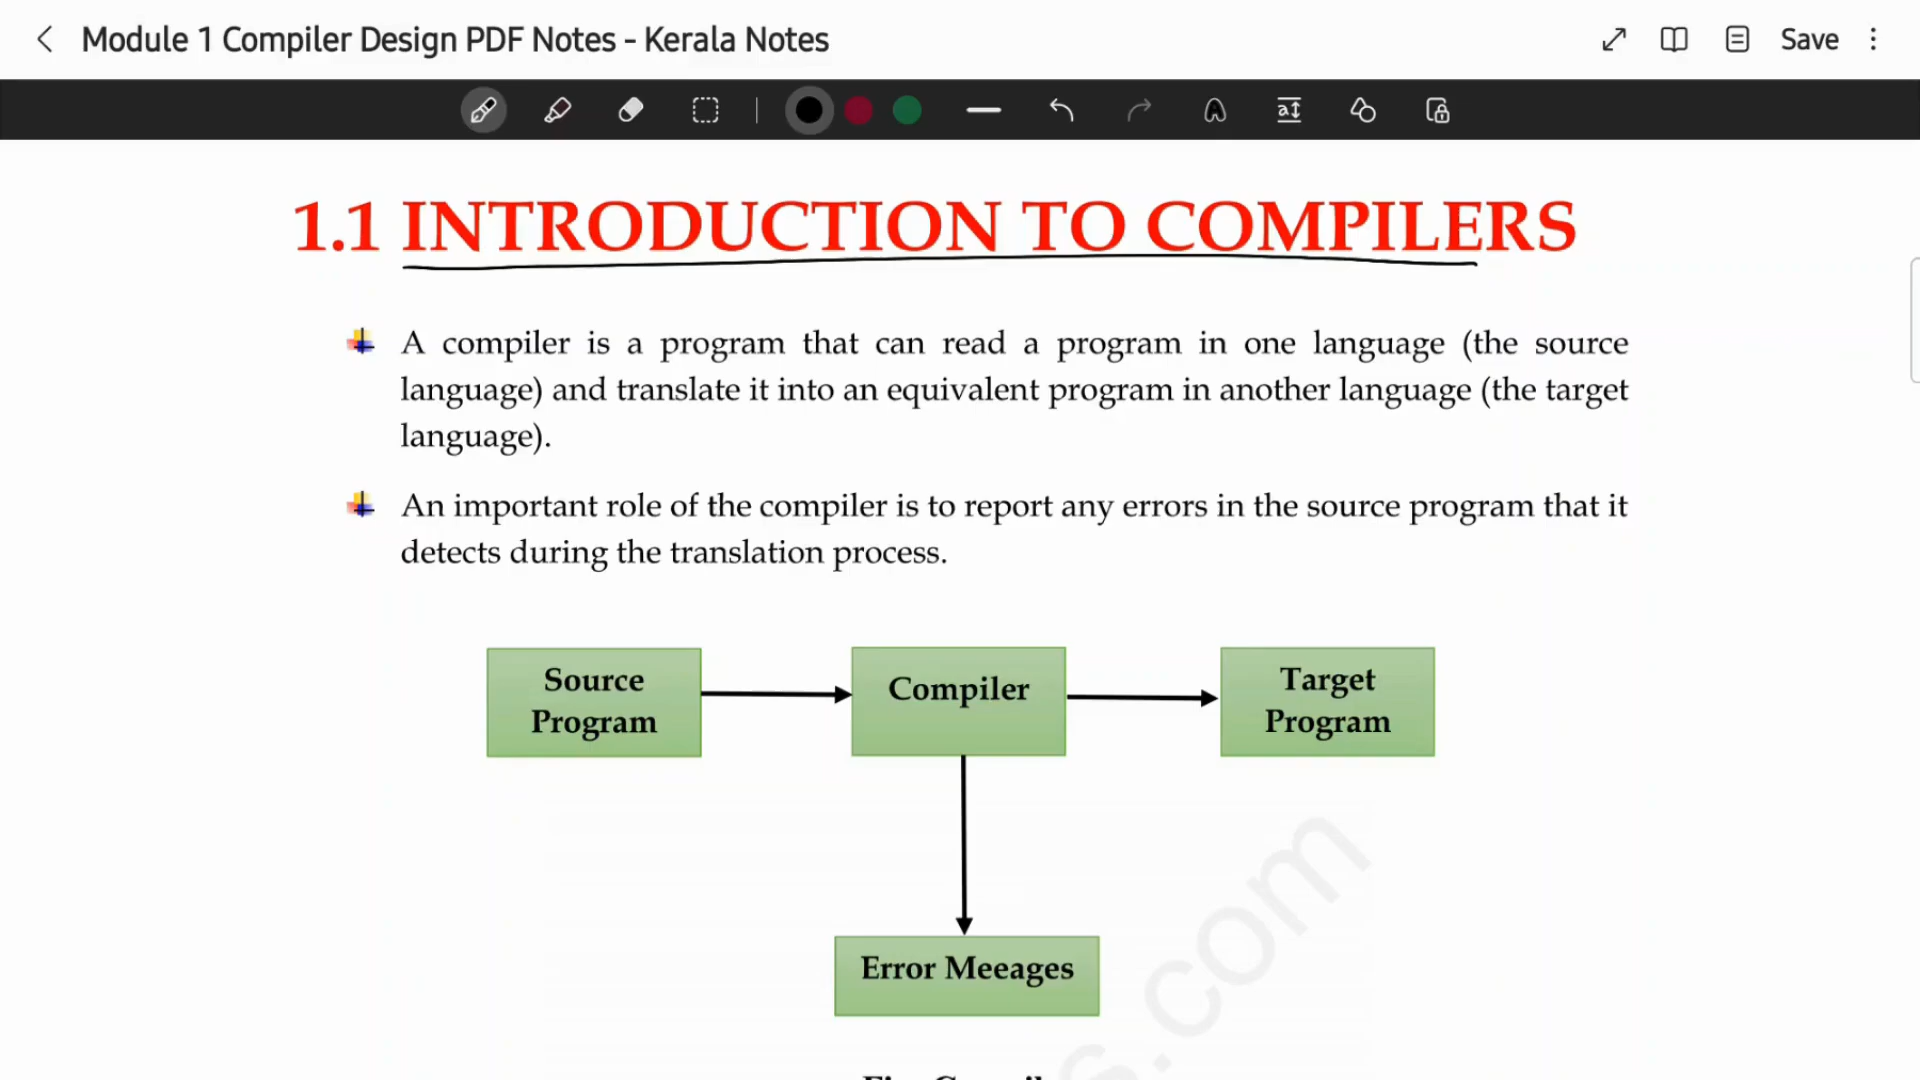 Module 1 Compiler Design PDF Notes - Kerala Notes
Save
1.1 INTRODUCTION TO COMPILERS
A compiler is a program that can read a program in one language (the source
language) and translate it into an equivalent program in another language (the target
language).
An important role of the compiler is to report any errors in the source program that it
detects during the translation process.
Source
Program
Compiler
Target
Program
Error Meeages
s.com